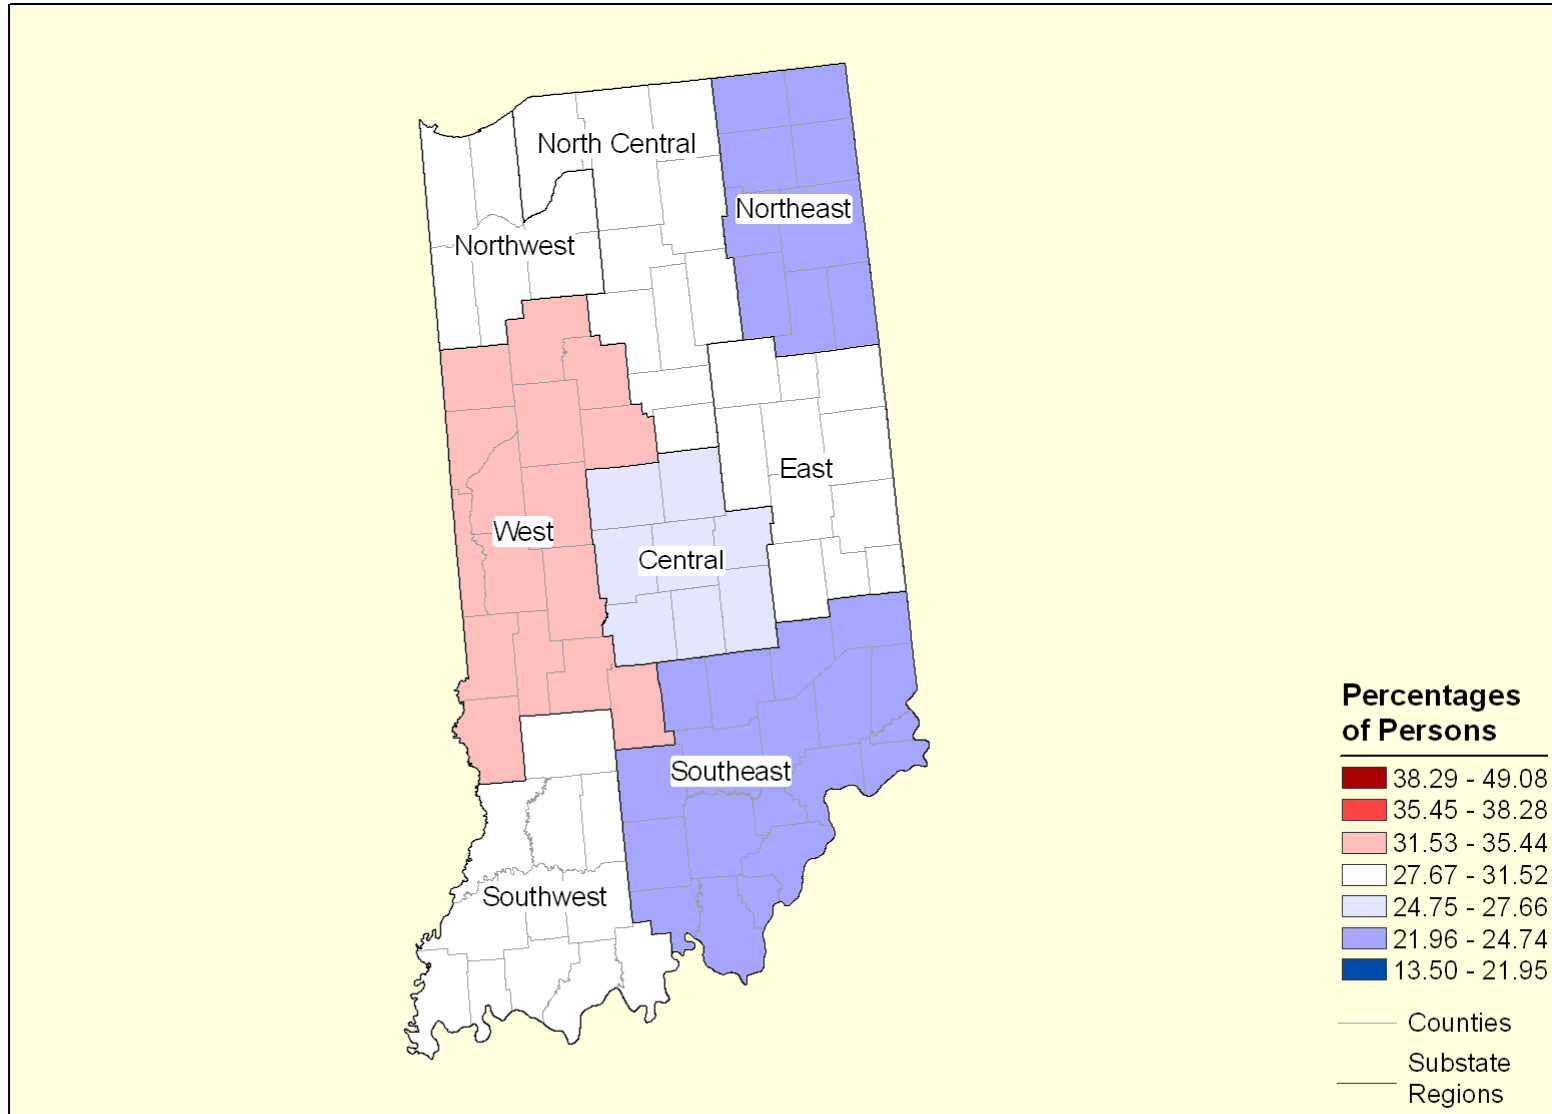 North Central
Northeast
Northwest
East
West
Central
Southeast
Southwest
Percentages
of Persons
38.29 - 49.08
35.45 - 38.28
31.53 - 35.44
27.67 - 31.52
24.75 - 27.66
21.96 - 24.74
13.50 - 21.95
Counties
Substate
Regions